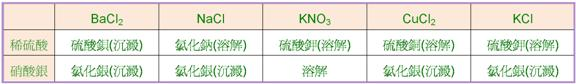 BaCl2 NaCl KNO3 CuCl2 KCl
稀硫酸 硫酸鋇(沉澱) 氯化鈉(溶解) 硫酸鉀(溶解) 硫酸銅(溶解) 硫酸鉀(溶解)
硝酸銀 氯化銀(沉澱) 氯化銀(沉澱) 溶解 氯化銀(沉澱) 氯化銀(沉澱)